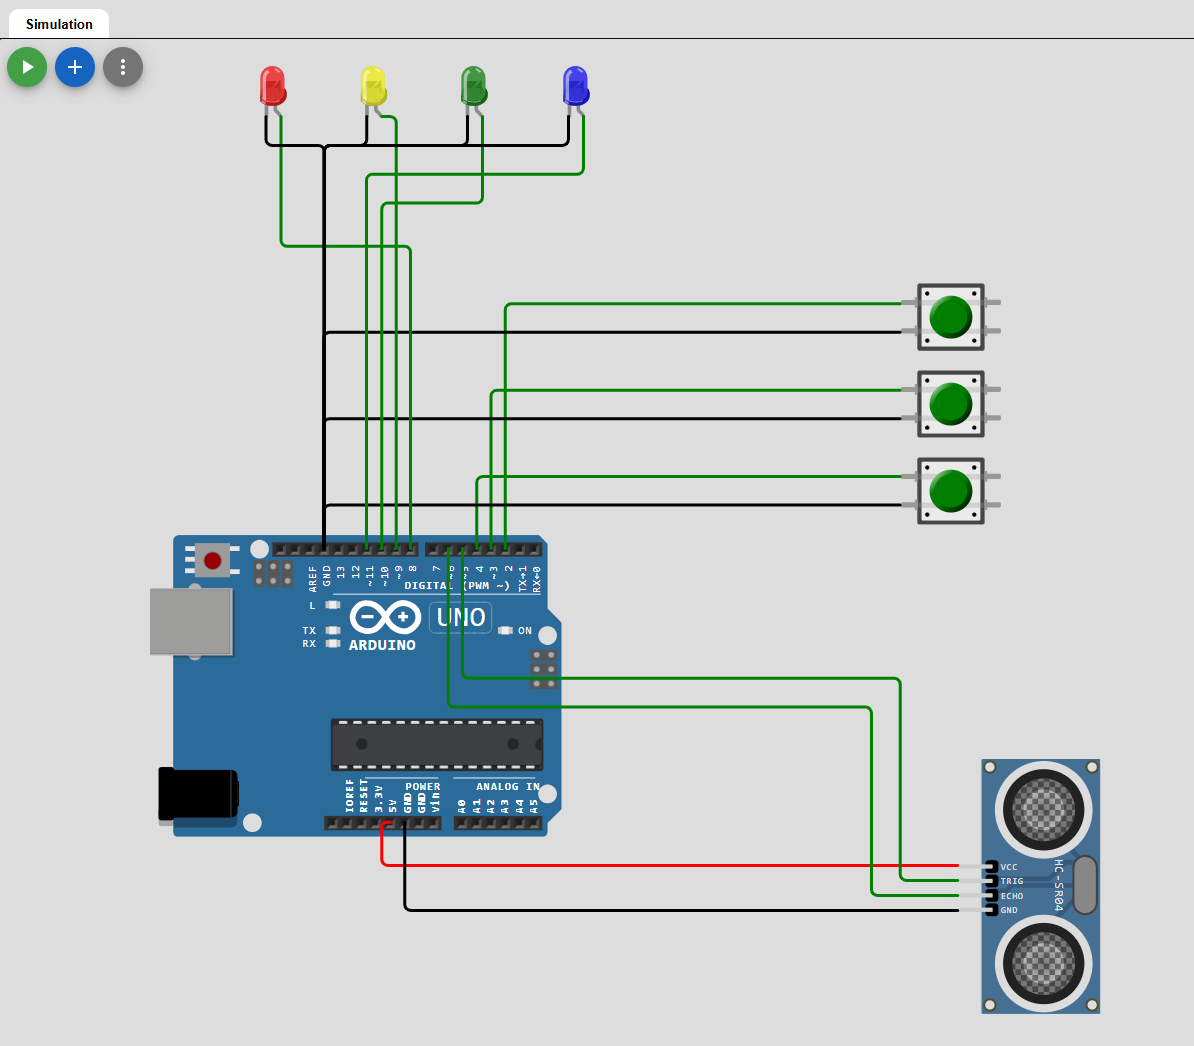 Simulation
AREF
GND
13
12
~11
~10
~9
8
7
~6
~5
4
~3
2
TX→1
RX←0
DIGITAL (PWM ~)
L
TX
RX
UNO
ON
ARDUINO
IOREF
RESET
3.3V
5V
GND
GND
Vin
POWER
ANALOG IN
A0
A1
A2
A3
A4
A5
VCC
TRIG
ECHO
GND
HC-SR04